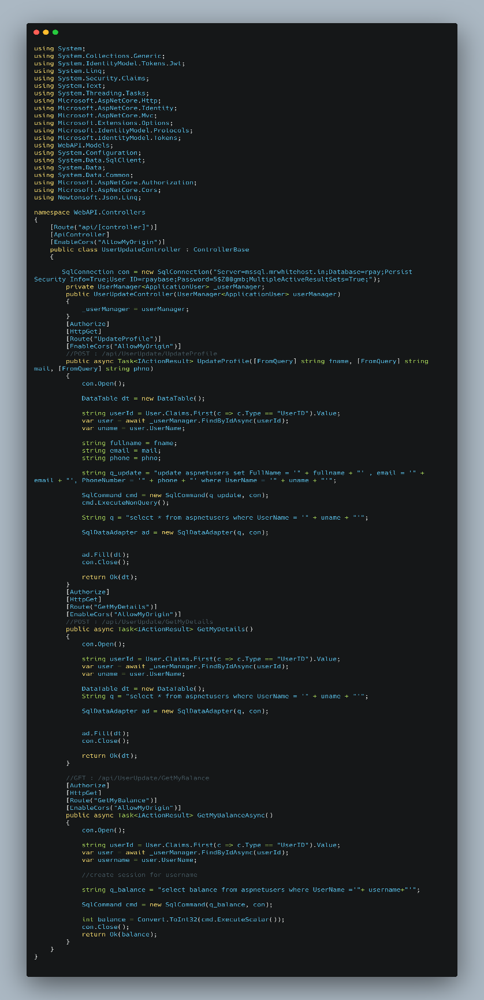 using System;
using System.Collections.Generic;
using System.IdentityModel.Tokens.Jwt;
using System.Linq;
using System.Security.Claims;
using System.Text;
using System.Threading.Tasks;
using Microsoft.AspNetCore.Http;
using Microsoft.AspNetCore.Identity;
using Microsoft.AspNetCore.Mvc;
using Microsoft.Extensions.Options;
using Microsoft.IdentityModel.Protocols;
using Microsoft.IdentityModel.Tokens;
using WebAPI.Models;
using System.Configuration;
using System.Data.SqlClient;
using System.Data;
using System.Data.Common;
using Microsoft.AspNetCore.Authorization;
using Microsoft.AspNetCore.Cors;
using Newtonsoft.Json.Linq;

namespace WebAPI.Controllers
{
    [Route("api/[controller]")]
    [ApiController]
    [EnableCors("AllowMyOrigin")]
    public class UserUpdateController : ControllerBase
    {

       SqlConnection con = new SqlConnection("Server=mssql.mrwhitehost.in;Database=rpay;Persist
Security Info=True;User ID=rpaybase;Password=5$Z00gmb;MultipleActiveResultSets=True;");
        private UserManager<ApplicationUser> _userManager;
        public UserUpdateController(UserManager<ApplicationUser> userManager)
        {
            _userManager = userManager;
        }
        [Authorize]
        [HttpGet]
        [Route("UpdateProfile")]
        [EnableCors("AllowMyOrigin")]
        //POST : /api/UserUpdate/UpdateProfile
        public async Task<IActionResult> UpdateProfile([FromQuery] string fname, [FromQuery] string
mail, [FromQuery] string phno)
        {
            con.Open();

            DataTable dt = new DataTable();

            string userId = User.Claims.First(c => c.Type == "UserID").Value;
            var user = await _userManager.FindByIdAsync(userId);
            var uname = user.UserName;

            string fullname = fname;
            string email = mail;
            string phone = phno;

            string q_update = "update aspnetusers set FullName = '" + fullname + "' , email = '" +
email + "', PhoneNumber = '" + phone + "' where UserName = '" + uname + "'";

            SqlCommand cmd = new SqlCommand(q_update, con);
            cmd.ExecuteNonQuery();

            String q = "select * from aspnetusers where UserName = '" + uname + "'";

            SqlDataAdapter ad = new SqlDataAdapter(q, con);


            ad.Fill(dt);
            con.Close();

            return Ok(dt);
        }
        [Authorize]
        [HttpGet]
        [Route("GetMyDetails")]
        [EnableCors("AllowMyOrigin")]
        //POST : /api/UserUpdate/GetMyDetails
        public async Task<IActionResult> GetMyDetails()
        {
            con.Open();

            string userId = User.Claims.First(c => c.Type == "UserID").Value;
            var user = await _userManager.FindByIdAsync(userId);
            var uname = user.UserName;

            DataTable dt = new DataTable();
            String q = "select * from aspnetusers where UserName = '" + uname + "'";

            SqlDataAdapter ad = new SqlDataAdapter(q, con);


            ad.Fill(dt);
            con.Close();

            return Ok(dt);
        }

        //GET : /api/UserUpdate/GetMyBalance
        [Authorize]
        [HttpGet]
        [Route("GetMyBalance")]
        [EnableCors("AllowMyOrigin")]
        public async Task<IActionResult> GetMyBalanceAsync()
        {
            con.Open();

            string userId = User.Claims.First(c => c.Type == "UserID").Value;
            var user = await _userManager.FindByIdAsync(userId);
            var username = user.UserName;

            //create session for username

            string q_balance = "select balance from aspnetusers where UserName ='"+ username+"'";

            SqlCommand cmd = new SqlCommand(q_balance, con);

            int balance = Convert.ToInt32(cmd.ExecuteScalar());
            con.Close();
            return Ok(balance);
        }
    }
}